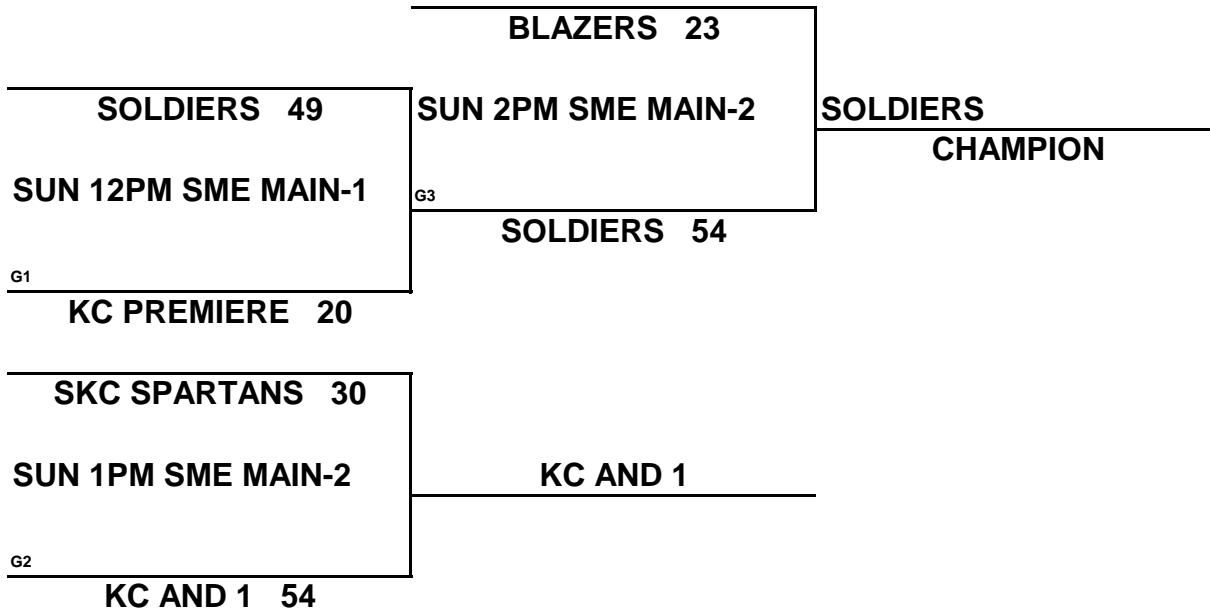 BLAZERS 23
SOLDIERS 49
SUN 2PM SME MAIN-2
SOLDIERS
CHAMPION
SUN 12PM SME MAIN-1
G3
SOLDIERS 54
G1
KC PREMIERE 20
SKC SPARTANS 30
SUN 1PM SME MAIN-2
KC AND 1
G2
KC AND 1 54